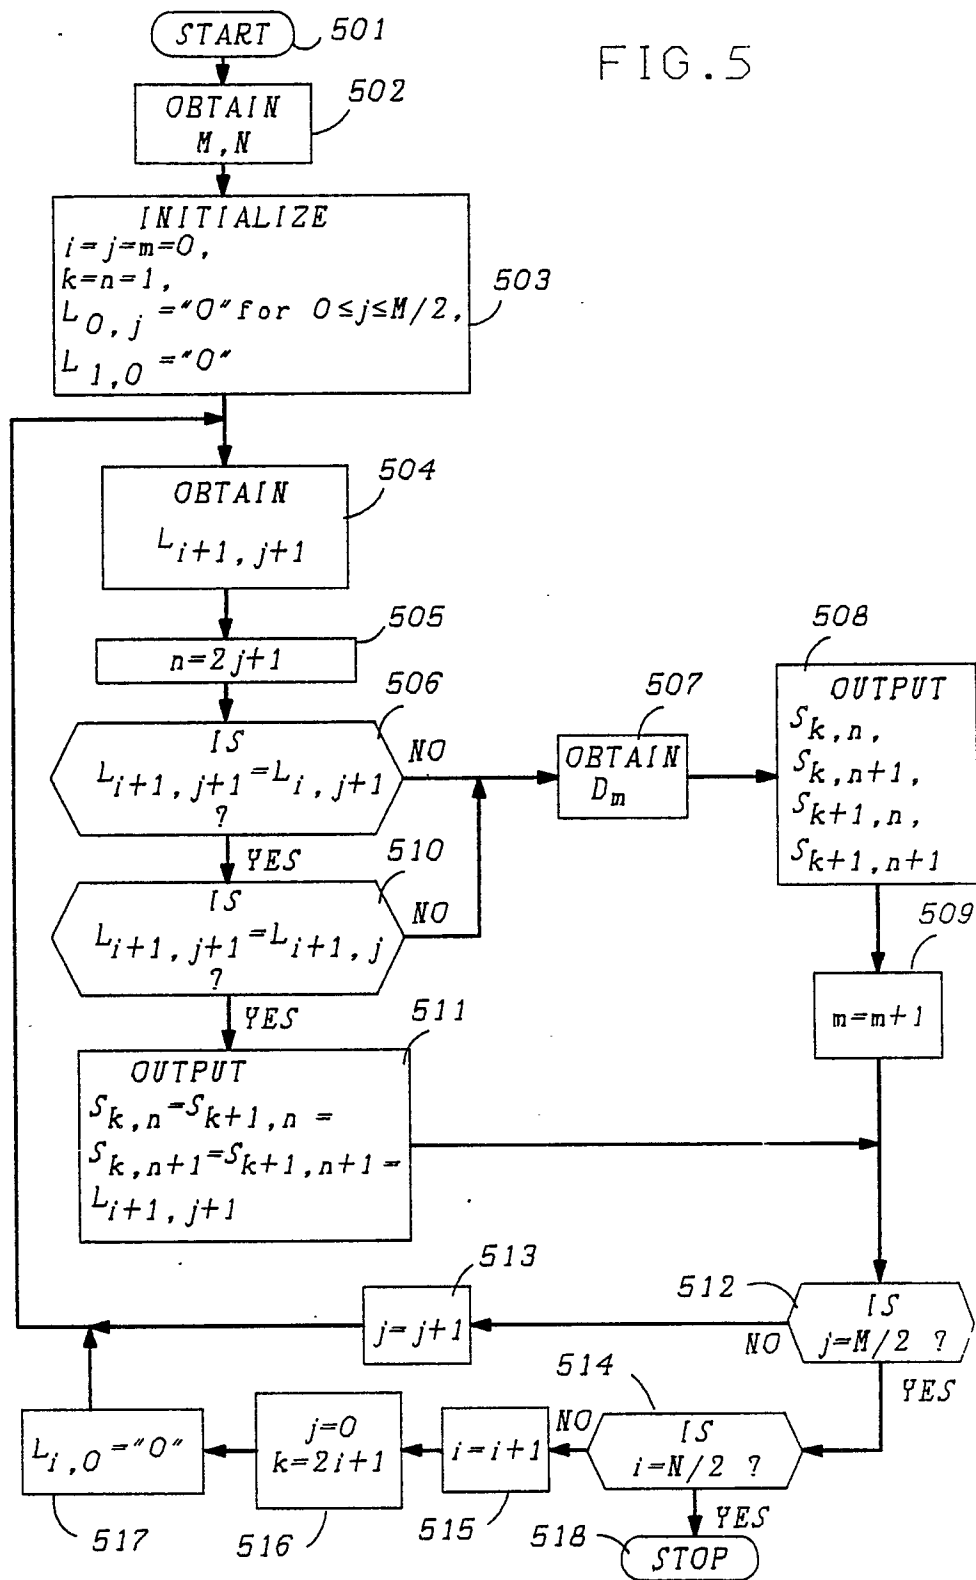 FIG.5
START
501
502
OBTAIN
M,N
INITIALIZE
i=j=m=0,
k=n=1,
503
L0,j="0" for 0≤j≤M/2,
L1,0="0"
504
OBTAIN
Li+1,j+1
505
n=2j+1
506
IS
Li+1,j+1=Li,j+1
?
NO
YES
507
OBTAIN
Dm
508
OUTPUT
Sk,n,
Sk,n+1,
Sk+1,n,
Sk+1,n+1
510
IS
Li+1,j+1=Li+1,j
?
NO
YES
509
m=m+1
511
OUTPUT
Sk,n=Sk+1,n=
Sk,n+1=Sk+1,n+1=
Li+1,j+1
512
IS
j=M/2 ?
NO
YES
513
j=j+1
514
IS
i=N/2 ?
NO
YES
i=i+1
515
j=0
k=2i+1
516
Li,0="0"
517
518
STOP